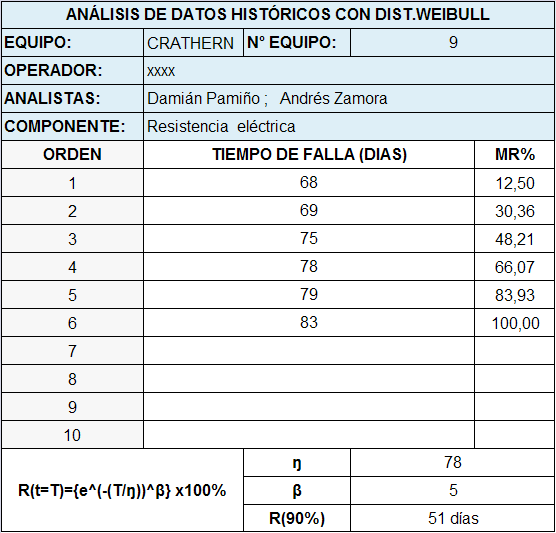 ANÁLISIS DE DATOS HISTÓRICOS CON DIST.WEIBULL
EQUIPO: CRATHERN N° EQUIPO: 9
OPERADOR: xxxx
ANALISTAS: Damián Pamiño ; Andrés Zamora
COMPONENTE: Resistencia eléctrica
ORDEN TIEMPO DE FALLA (DIAS) MR%
1 68 12,50
2 69 30,36
3 75 48,21
4 78 66,07
5 79 83,93
6 83 100,00
7
8
9
10
R(t=T)={e^(-(T/ŋ))^β} x100%
ŋ 78
β 5
R(90%) 51 días